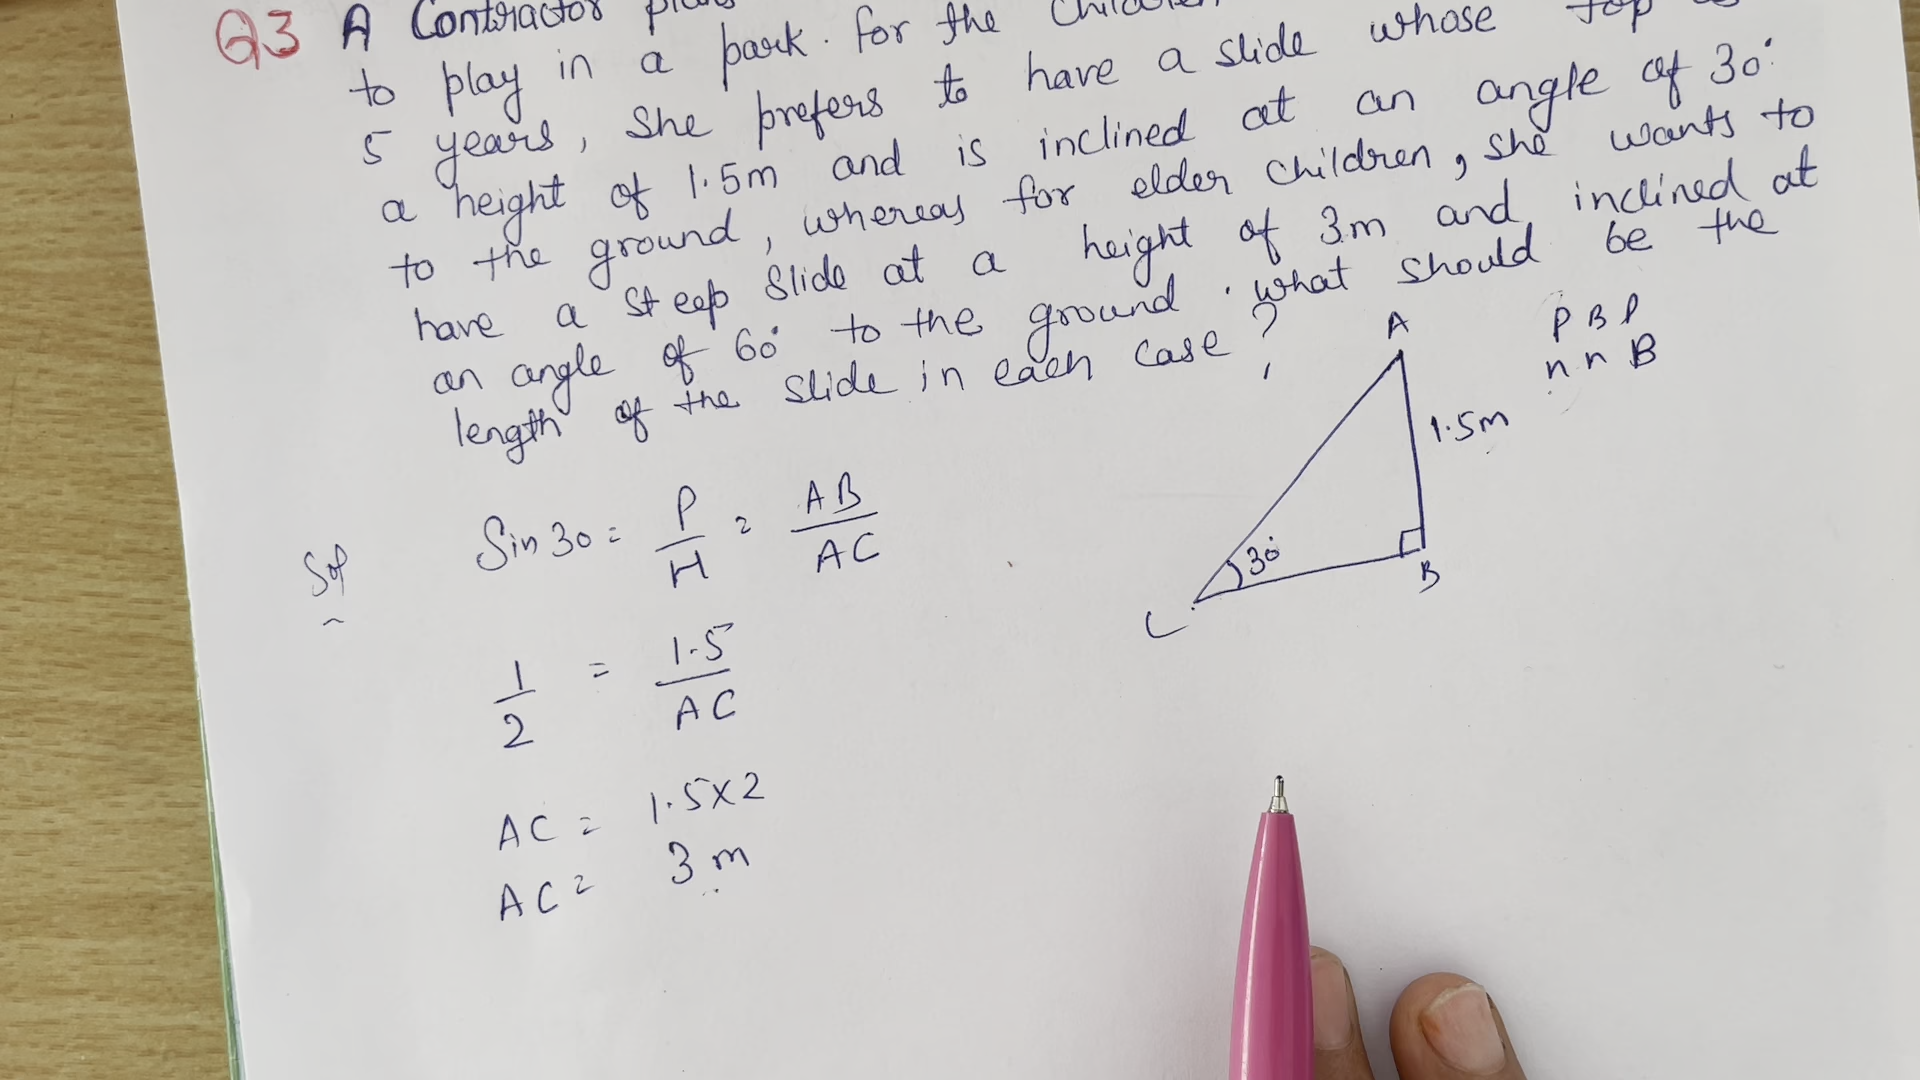 Q3 A Contractor plans
to play in a park. for the children
5 years, She prefers to have a slide whose top
a height of 1.5m and is inclined at an angle of 30°
to the ground, whereas for elder children, she wants to
have a steep slide at a height of 3m and inclined at
an angle of 60° to the ground. what should be the
length of the slide in each case?
P B P
n n B
A
1.5m
30°
B
C
Sol
Sin 30 = P/H = AB/AC
1/2 = 1.5/AC
AC = 1.5×2
AC = 3 m